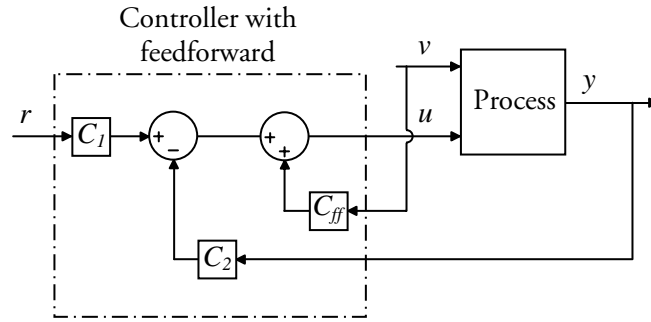 Controller with
feedforward
v
y
r
C1
+
−
+
+
u
Process
Cff
C2